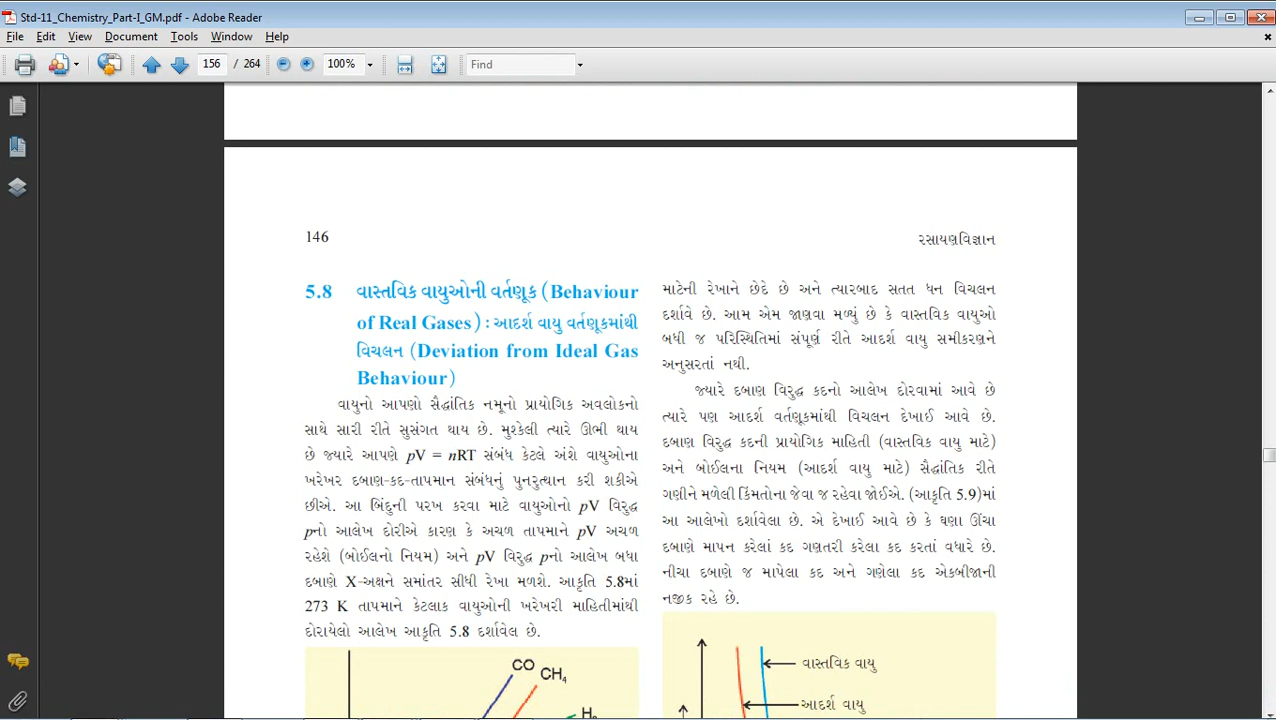 Std-11_Chemistry_Part-I_GM.pdf - Adobe Reader
File Edit View Document Tools Window Help
156 / 264 100% Find
146
રસાયણવિજ્ઞાન
5.8 વાસ્તવિક વાયુઓની વર્તણૂક (Behaviour
of Real Gases) : આદર્શ વાયુ વર્તણૂકમાંથી
વિચલન (Deviation from Ideal Gas
Behaviour)
વાયુનો આપણો સૈદ્ધાંતિક નમૂનો પ્રાયોગિક અવલોકનો
સાથે સારી રીતે સુસંગત થાય છે. મુશ્કેલી ત્યારે ઊભી થાય
છે જ્યારે આપણે pV = nRT સંબંધ કેટલે અંશે વાયુઓના
ખરેખર દબાણ-કદ-તાપમાન સંબંધનું પુનરુત્થાન કરી શકીએ
છીએ. આ બિંદુની પરખ કરવા માટે વાયુઓનો pV વિરુદ્ધ
pનો આલેખ દોરીએ કારણ કે અચળ તાપમાને pV અચળ
રહેશે (બોઈલનો નિયમ) અને pV વિરુદ્ધ pનો આલેખ બધા
દબાણે X-અક્ષને સમાંતર સીધી રેખા મળશે. આકૃતિ 5.8માં
273 K તાપમાને કેટલાક વાયુઓની ખરેખરી માહિતીમાંથી
દોરાયેલો આલેખ આકૃતિ 5.8 દર્શાવેલ છે.
CO
CH4
H2
માટેની રેખાને છેદે છે અને ત્યારબાદ સતત ધન વિચલન
દર્શાવે છે. આમ એમ જાણવા મળ્યું છે કે વાસ્તવિક વાયુઓ
બધી જ પરિસ્થિતિમાં સંપૂર્ણ રીતે આદર્શ વાયુ સમીકરણને
અનુસરતાં નથી.
જ્યારે દબાણ વિરુદ્ધ કદનો આલેખ દોરવામાં આવે છે
ત્યારે પણ આદર્શ વર્તણૂકમાંથી વિચલન દેખાઈ આવે છે.
દબાણ વિરુદ્ધ કદની પ્રાયોગિક માહિતી (વાસ્તવિક વાયુ માટે)
અને બોઈલના નિયમ (આદર્શ વાયુ માટે) સૈદ્ધાંતિક રીતે
ગણીને મળેલી કિંમતોના જેવા જ રહેવા જોઈએ. (આકૃતિ 5.9)માં
આ આલેખો દર્શાવેલા છે. એ દેખાઈ આવે છે કે ઘણા ઊંચા
દબાણે માપન કરેલાં કદ ગણતરી કરેલા કદ કરતાં વધારે છે.
નીચા દબાણે જ માપેલા કદ અને ગણેલા કદ એકબીજાની
નજીક રહે છે.
વાસ્તવિક વાયુ
આદર્શ વાયુ